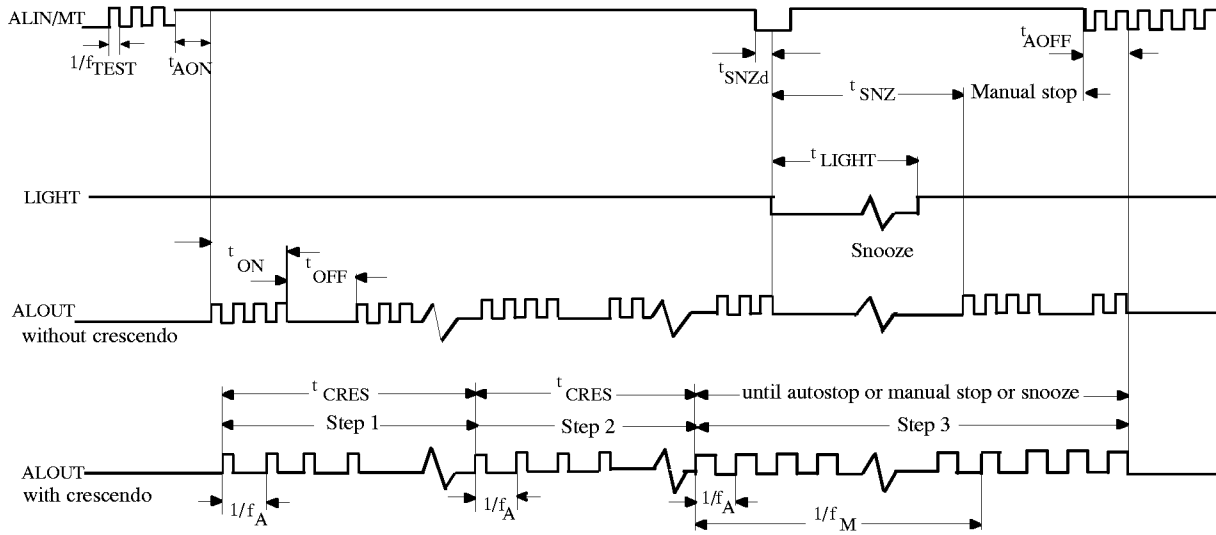 ALIN/MT
1/fTEST
tAON
tSNZd
tAOFF
tSNZ
Manual stop
tLIGHT
LIGHT
Snooze
tON
tOFF
ALOUT
without crescendo
tCRES
tCRES
until autostop or manual stop or snooze
Step 1
Step 2
Step 3
ALOUT
with crescendo
1/fA
1/fA
1/fA
1/fM